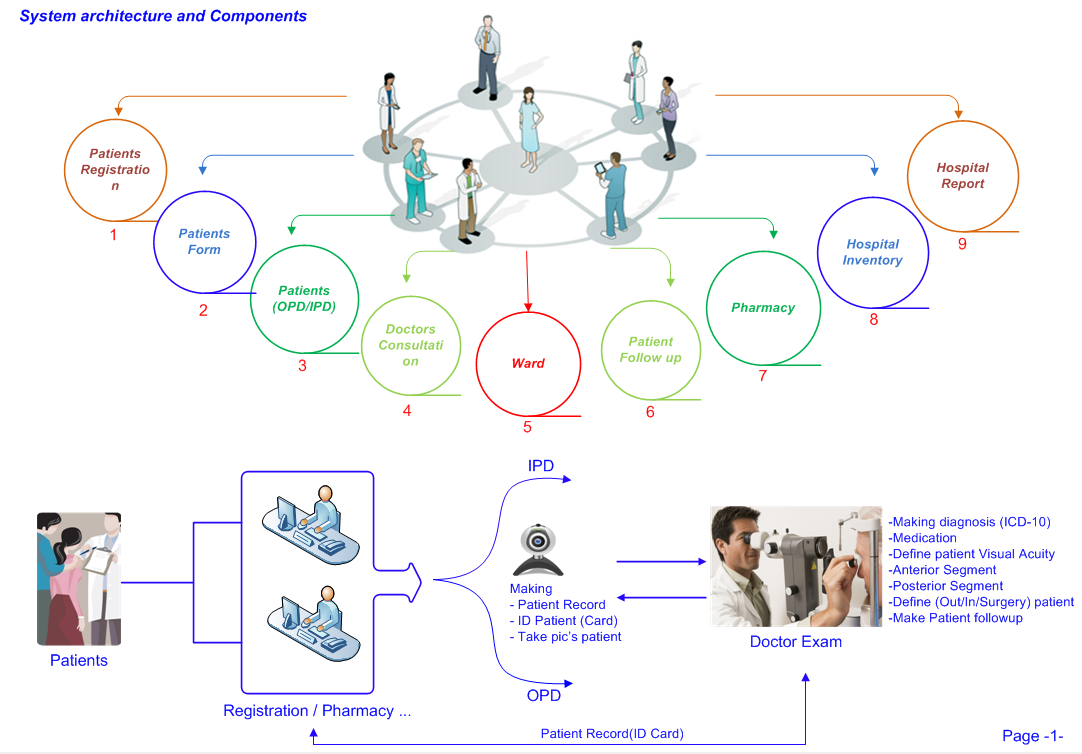 System architecture and Components
Patients
Registratio
n
1
Patients
Form
2
Patients
(OPD/IPD)
3
Doctors
Consultati
on
4
Ward
5
Patient
Follow up
6
Pharmacy
7
Hospital
Inventory
8
Hospital
Report
9
Patients
Registration / Pharmacy ...
IPD
Making
- Patient Record
- ID Patient (Card)
- Take pic's patient
OPD
Doctor Exam
-Making diagnosis (ICD-10)
-Medication
-Define patient Visual Acuity
-Anterior Segment
-Posterior Segment
-Define (Out/In/Surgery) patient
-Make Patient followup
Patient Record(ID Card)
Page -1-